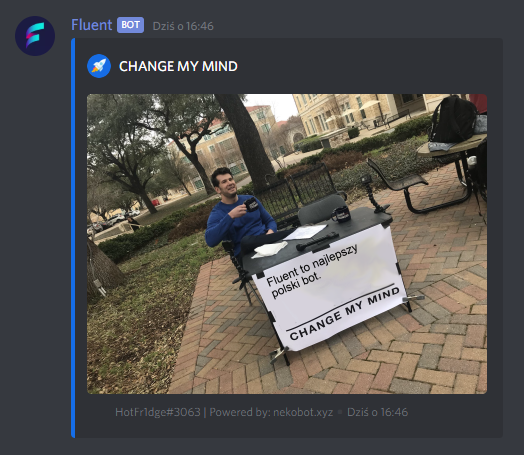 Fluent BOT Dziś o 16:46
CHANGE MY MIND
Fluent to najlepszy
polski bot.
CHANGE MY MIND
HotFr1dge#3063 | Powered by: nekobot.xyz • Dziś o 16:46